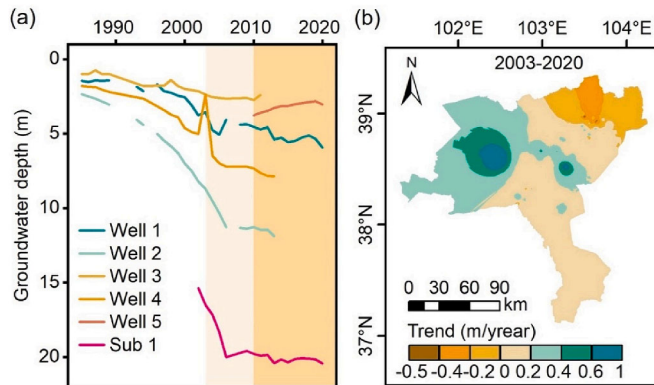 (a)
1990 2000 2010 2020
0
5
10
15
20
Groundwater depth (m)
Well 1
Well 2
Well 3
Well 4
Well 5
Sub 1
(b)
102°E 103°E 104°E
2003-2020
N
39°N
38°N
37°N
0 30 60 90
km
Trend (m/yrear)
-0.5 -0.4 -0.2 0 0.2 0.4 0.6 1